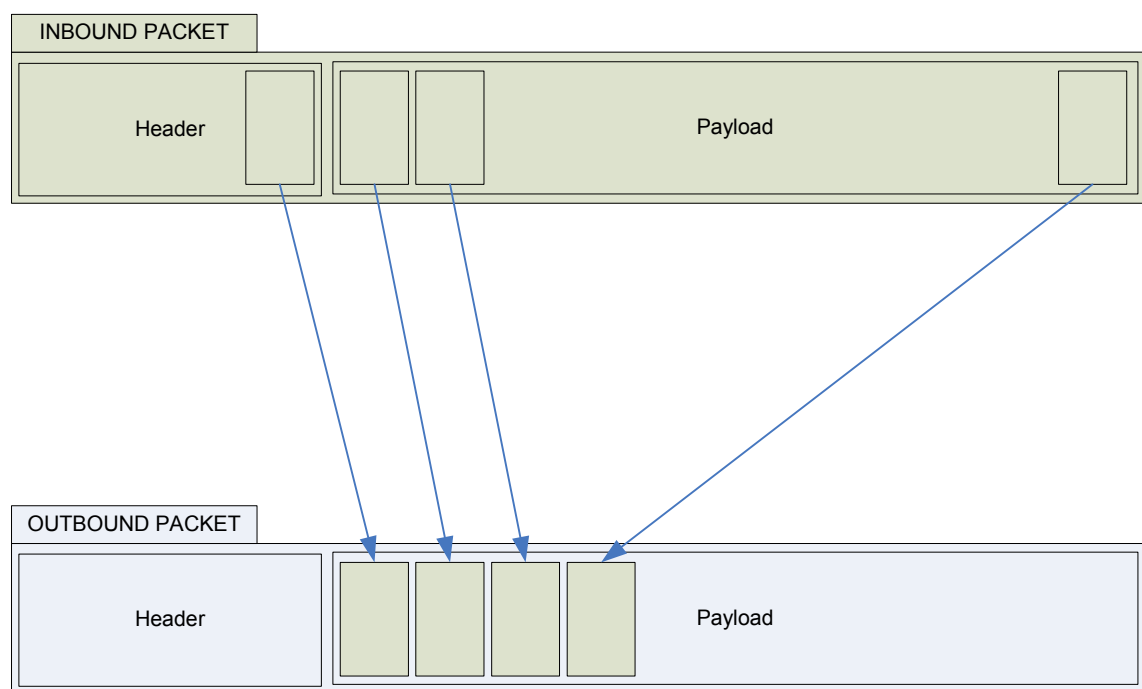 INBOUND PACKET
Header
Payload
OUTBOUND PACKET
Header
Payload